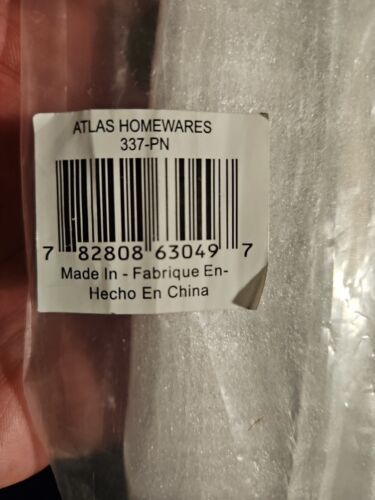 ATLAS HOMEWARES
337-PN
7 82808 63049 7
Made In - Fabrique En-
Hecho En China